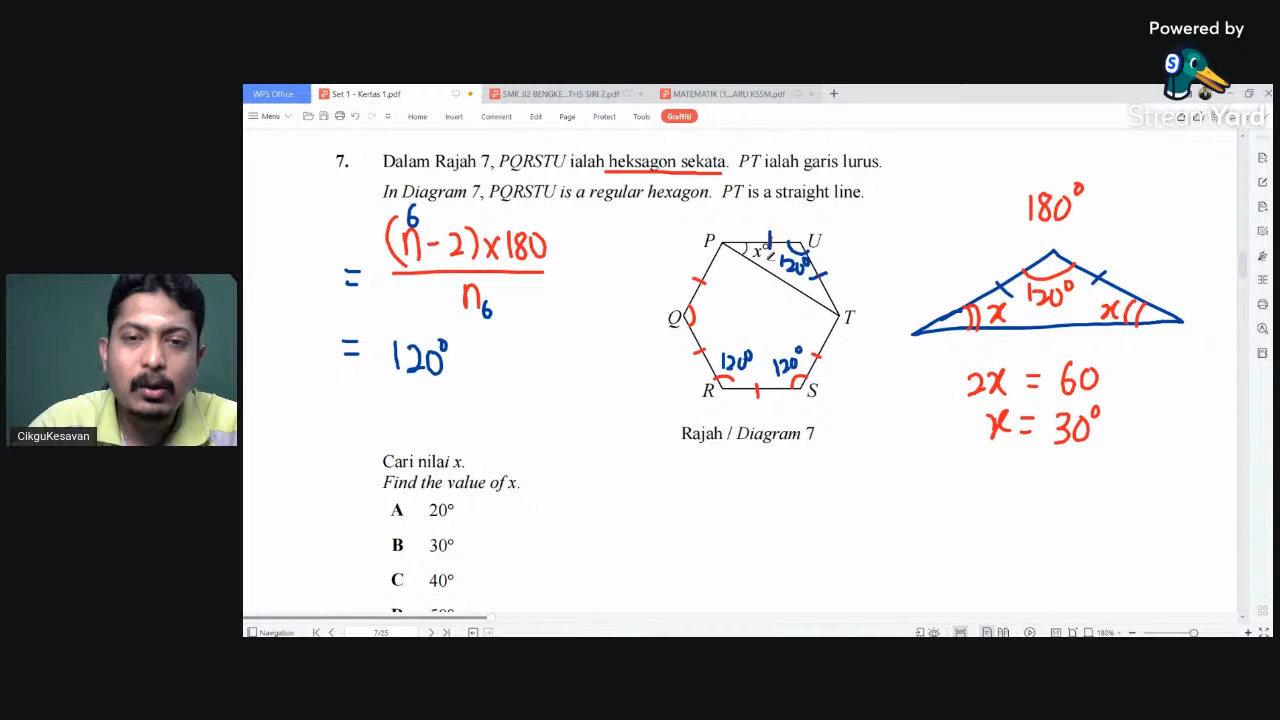 Powered by
S
StreamYard
WPS Office
Set 1 - Kertas 1.pdf
SMK JJ2 BENGKE...THS SIRI 2.pdf
MATEMATIK (1...ARU KSSM.pdf
Menu
Home
Insert
Comment
Edit
Page
Protect
Tools
Graffiti
7. Dalam Rajah 7, PQRSTU ialah heksagon sekata. PT ialah garis lurus.
In Diagram 7, PQRSTU is a regular hexagon. PT is a straight line.
6
= (n - 2) x 180
n 6
= 120°
P
U
x°
120°
Q
T
120°
120°
R
S
Rajah / Diagram 7
180°
120°
x
x
2x = 60
x = 30°
CikguKesavan
Cari nilai x.
Find the value of x.
A 20°
B 30°
C 40°
Navigation
7/25
180%